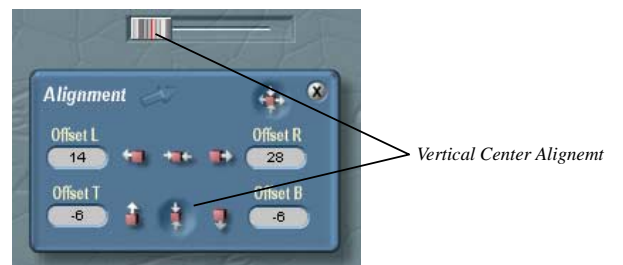 Alignment
X
Offset L
Offset R
14
28
Vertical Center Alignemt
Offset T
Offset B
-6
-6